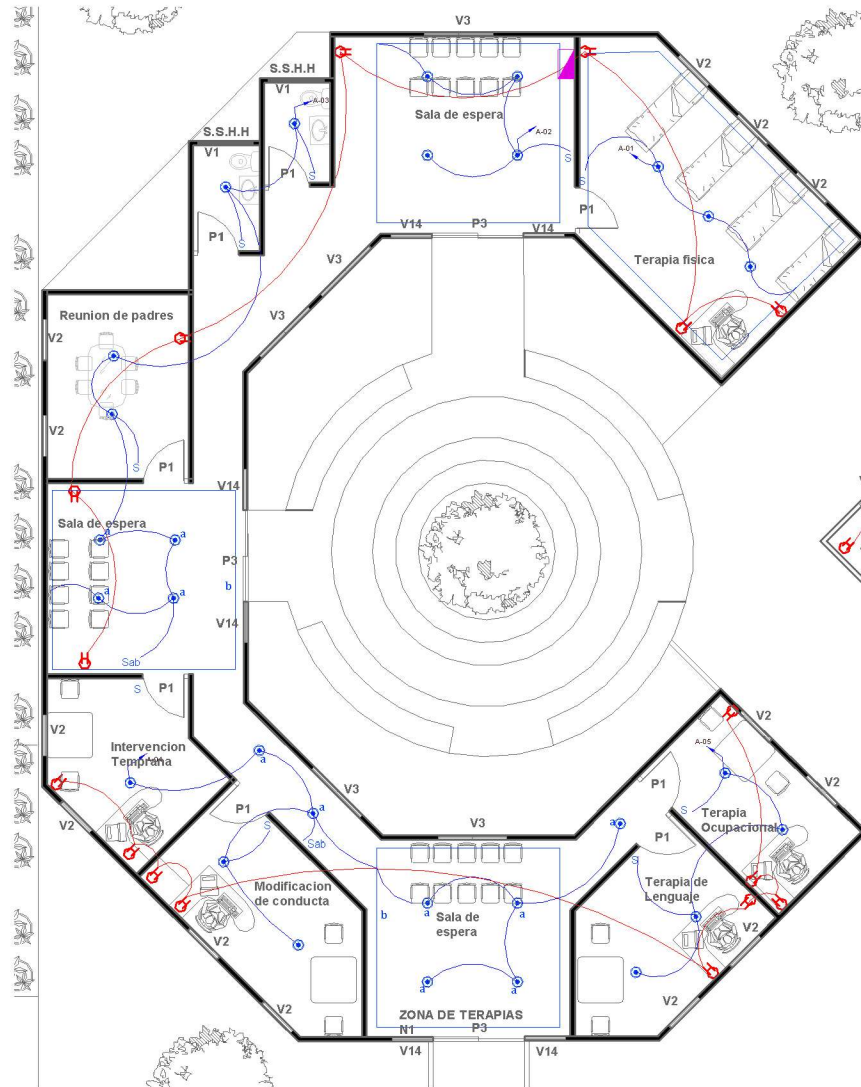 V3
V2
S.S.H.H
V1
A-03
Sala de espera
A-02
S.S.H.H
V1
P1
S
S
A-01
V2
S
V2
P1
S
P1
V14
P3
V14
V3
Terapia fisica
Reunion de padres
V3
V2
V2
S
P1
V14
Sala de espera
a
a
P3
a
a
b
V14
Sab
S
P1
V2
V2
Intervencion
Temprana
a
A-05
P1
Terapia
Ocupacional
V2
V2
P1
a
S
Sab
V3
V3
a
P1
S
S
Modificacion
de conducta
b
a
Sala de
espera
a
Terapia de
Lenguaje
V2
V2
a
a
V2
ZONA DE TERAPIAS
N1
P3
V14
V14
V2